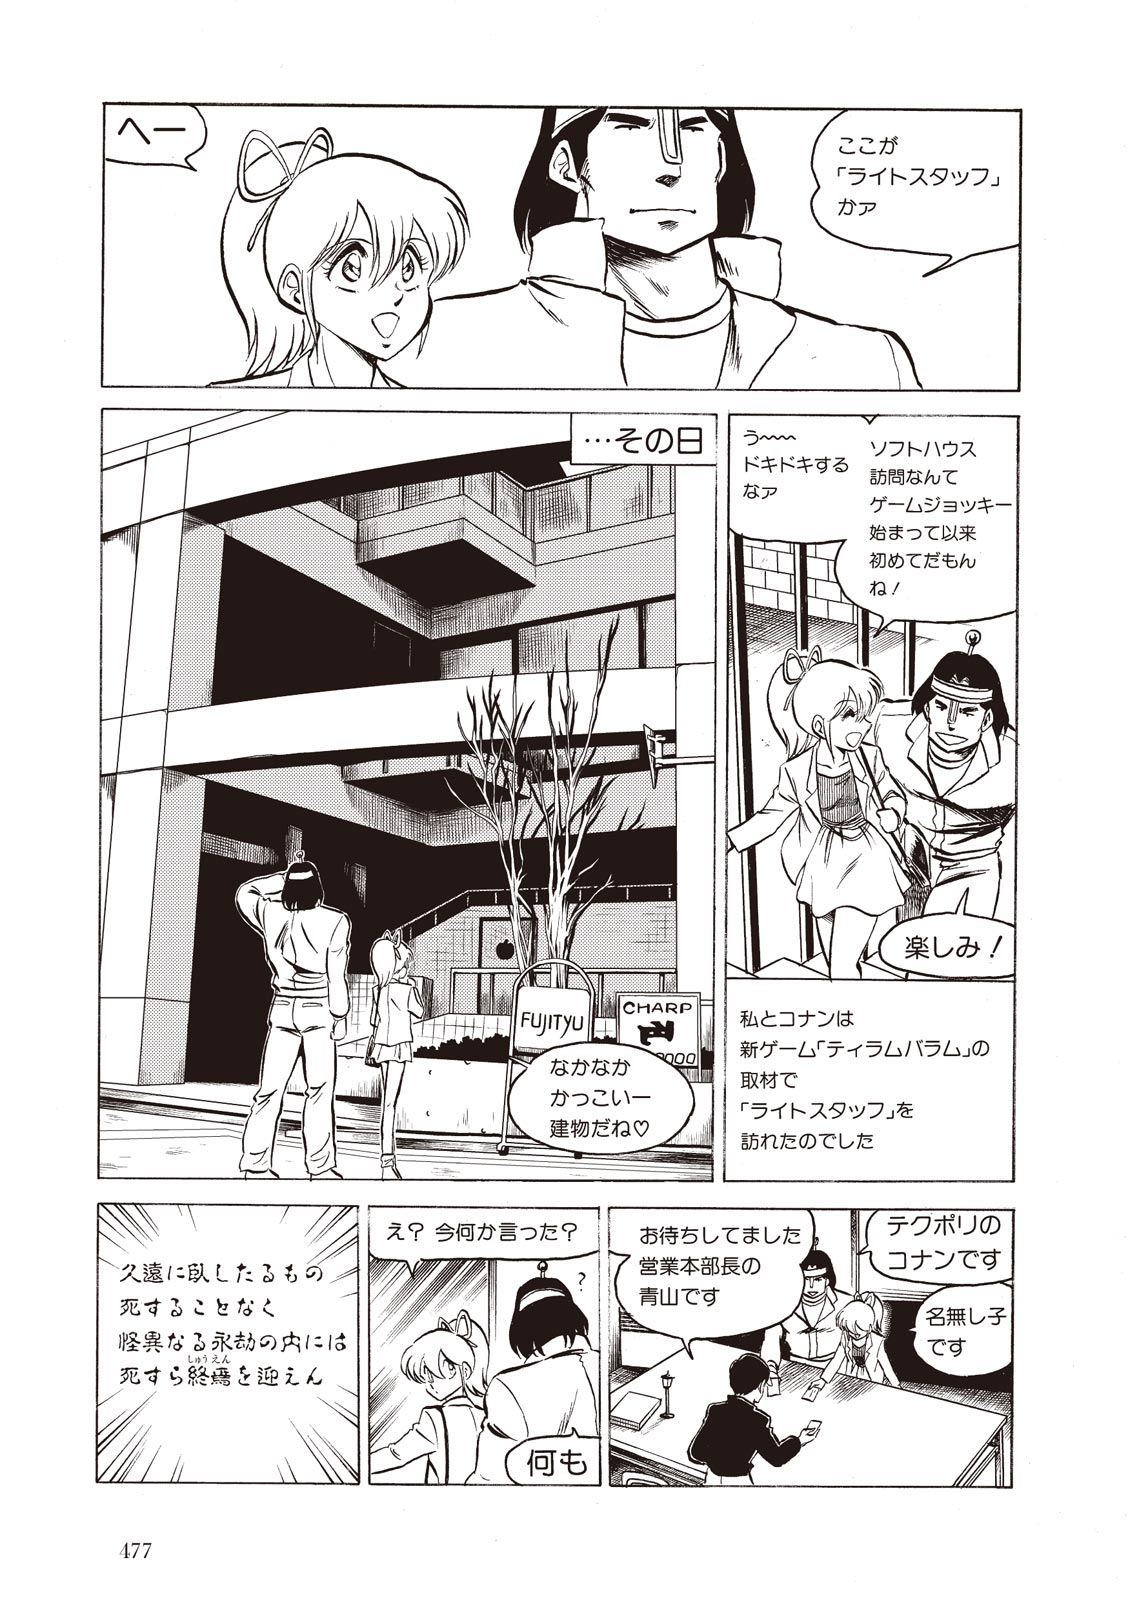 へー
ここが
「ライトスタッフ」
かァ
…その日
FUJITYU
CHARP
000
なかなか
かっこいー
建物だね♡
う～～
ドキドキする
なァ
ソフトハウス
訪問なんて
ゲームジョッキー
始まって以来
初めてだもん
ね！
楽しみ！
私とコナンは
新ゲーム「ティラムバラム」の
取材で
「ライトスタッフ」を
訪れたのでした
久遠に臥したるもの
死することなく
怪異なる永劫の内には
死すら終焉を迎えん
しゅうえん
え？ 今何か言った？
?
何も
お待ちしてました
営業本部長の
青山です
テクポリの
コナンです
名無し子
です
477